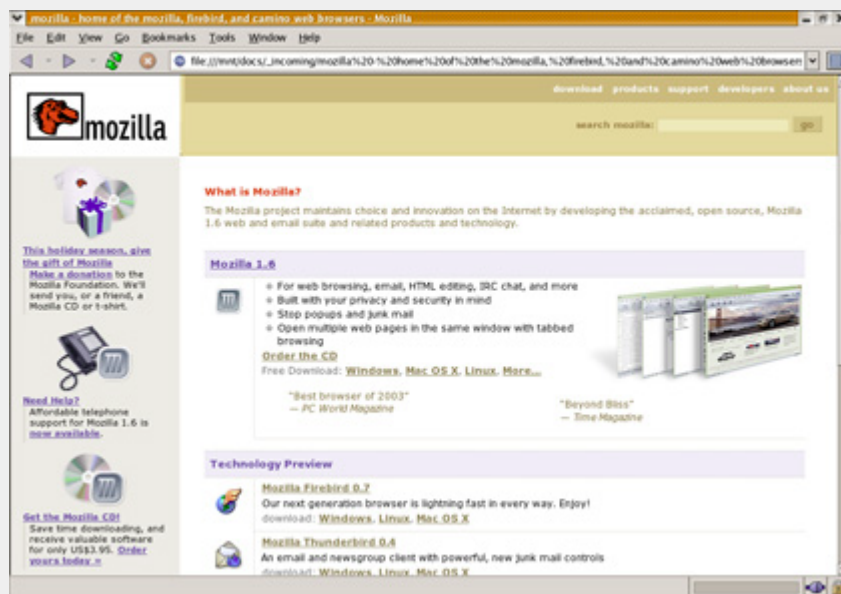 mozilla - home of the mozilla, firebird, and camino web browsers - Mozilla
File Edit View Go Bookmarks Tools Window Help
file:///mnt/docs/_incoming/mozilla%20-%20home%20of%20the%20mozilla,%20firebird,%20and%20camino%20web%20browsers
download products support developers about us
mozilla
search mozilla: go
This holiday season, give
the gift of Mozilla
Make a donation to the
Mozilla Foundation. We'll
send you, or a friend, a
Mozilla CD or t-shirt.
Need Help?
Affordable telephone
support for Mozilla 1.6 is
now available.
Get the Mozilla CD!
Save time downloading, and
receive valuable software
for only US$3.95. Order
yours today »
What is Mozilla?
The Mozilla project maintains choice and innovation on the Internet by developing the acclaimed, open source, Mozilla
1.6 web and email suite and related products and technology.
Mozilla 1.6
For web browsing, email, HTML editing, IRC chat, and more
Built with your privacy and security in mind
Stop popups and junk mail
Open multiple web pages in the same window with tabbed
browsing
Order the CD
Free Download: Windows, Mac OS X, Linux, More...
"Best browser of 2003"
— PC World Magazine
"Beyond Bliss"
— Time Magazine
Technology Preview
Mozilla Firebird 0.7
Our next generation browser is lightning fast in every way. Enjoy!
download: Windows, Linux, Mac OS X
Mozilla Thunderbird 0.4
An email and newsgroup client with powerful, new junk mail controls
download: Windows, Linux, Mac OS X